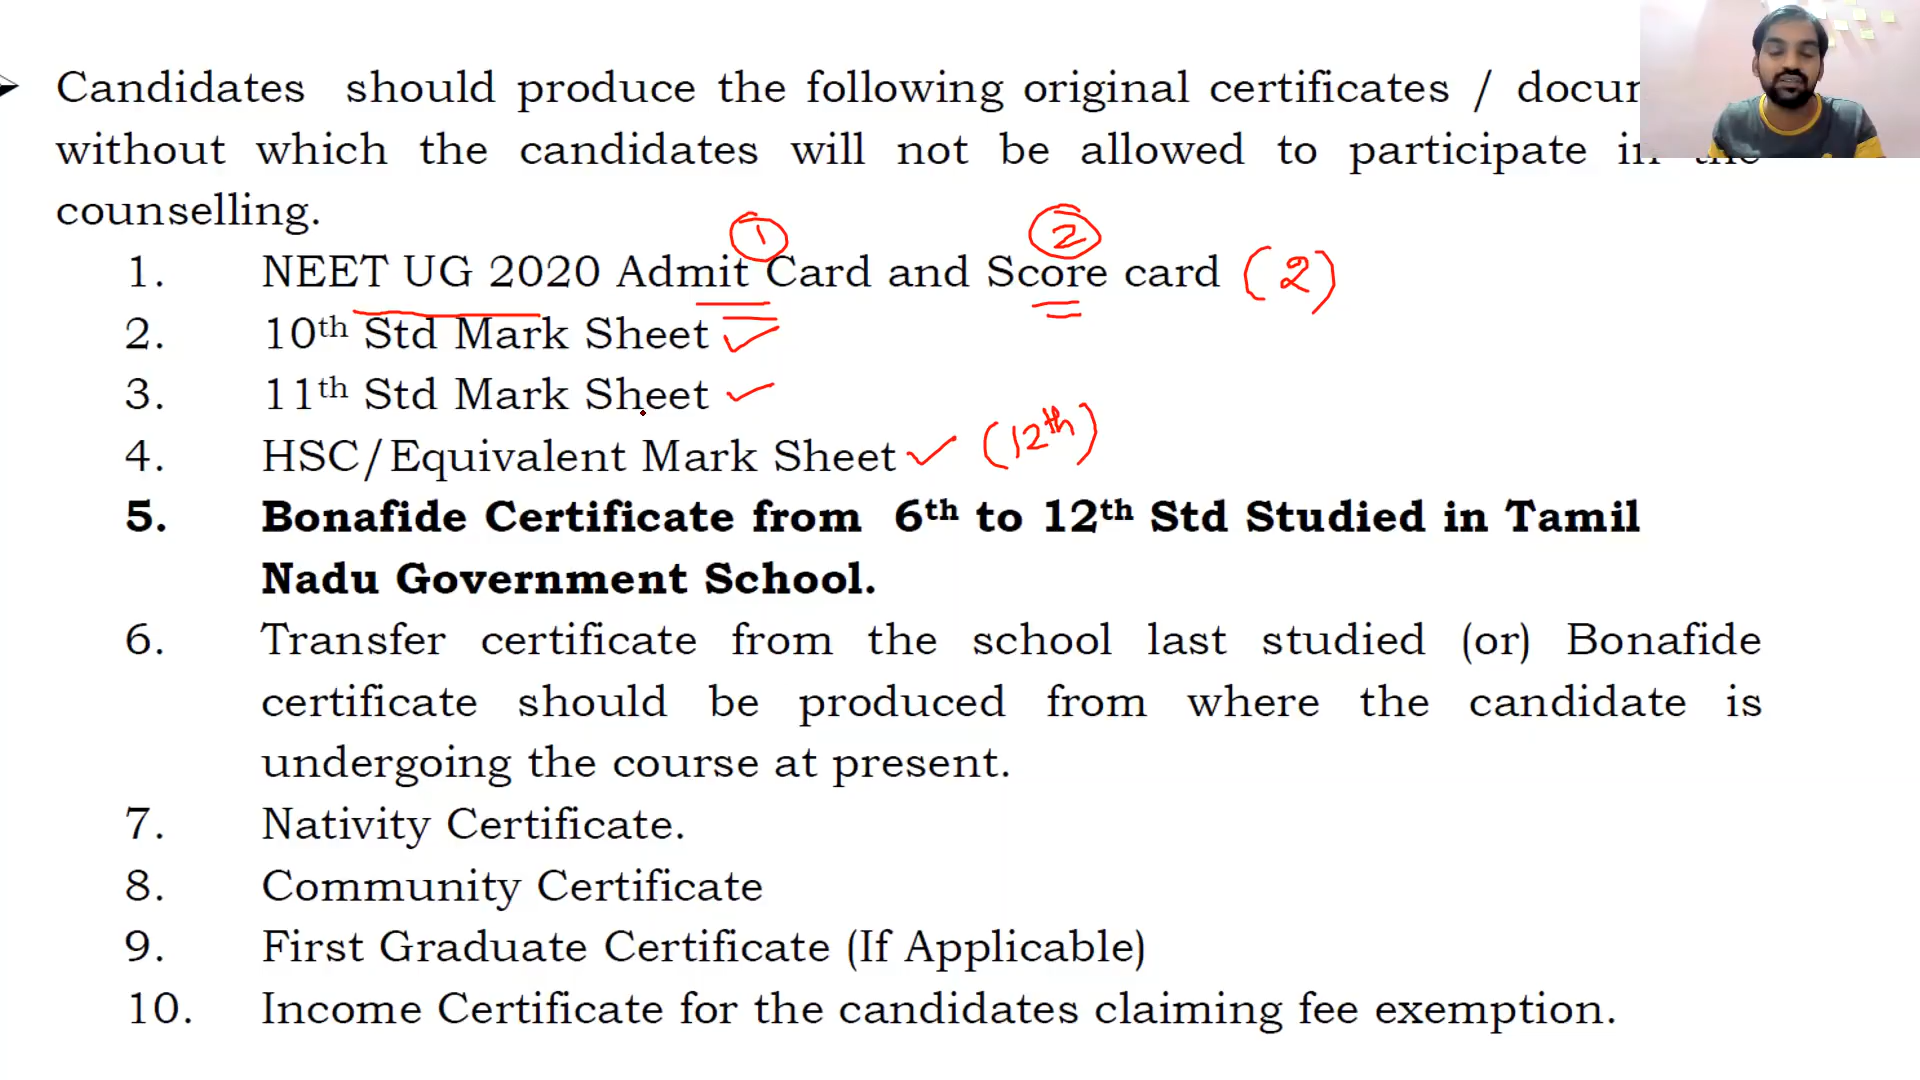 Candidates should produce the following original certificates /
without which the candidates will not be allowed to participate in the
counselling.
1 2
1. NEET UG 2020 Admit Card and Score card (2)
2. 10th Std Mark Sheet
3. 11th Std Mark Sheet
4. HSC/Equivalent Mark Sheet (12th)
5. Bonafide Certificate from 6th to 12th Std Studied in Tamil
Nadu Government School.
6. Transfer certificate from the school last studied (or) Bonafide
certificate should be produced from where the candidate is
undergoing the course at present.
7. Nativity Certificate.
8. Community Certificate
9. First Graduate Certificate (If Applicable)
10. Income Certificate for the candidates claiming fee exemption.